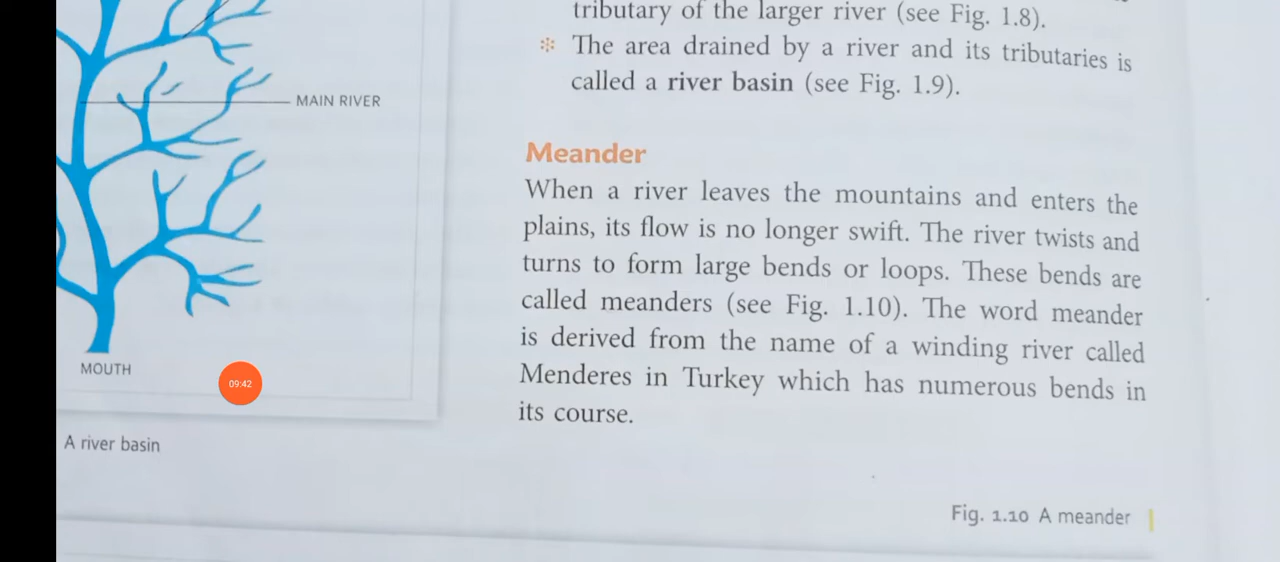 MAIN RIVER
MOUTH
09:42
A river basin
tributary of the larger river (see Fig. 1.8).
❊ The area drained by a river and its tributaries is
called a river basin (see Fig. 1.9).
Meander
When a river leaves the mountains and enters the
plains, its flow is no longer swift. The river twists and
turns to form large bends or loops. These bends are
called meanders (see Fig. 1.10). The word meander
is derived from the name of a winding river called
Menderes in Turkey which has numerous bends in
its course.
Fig. 1.10 A meander